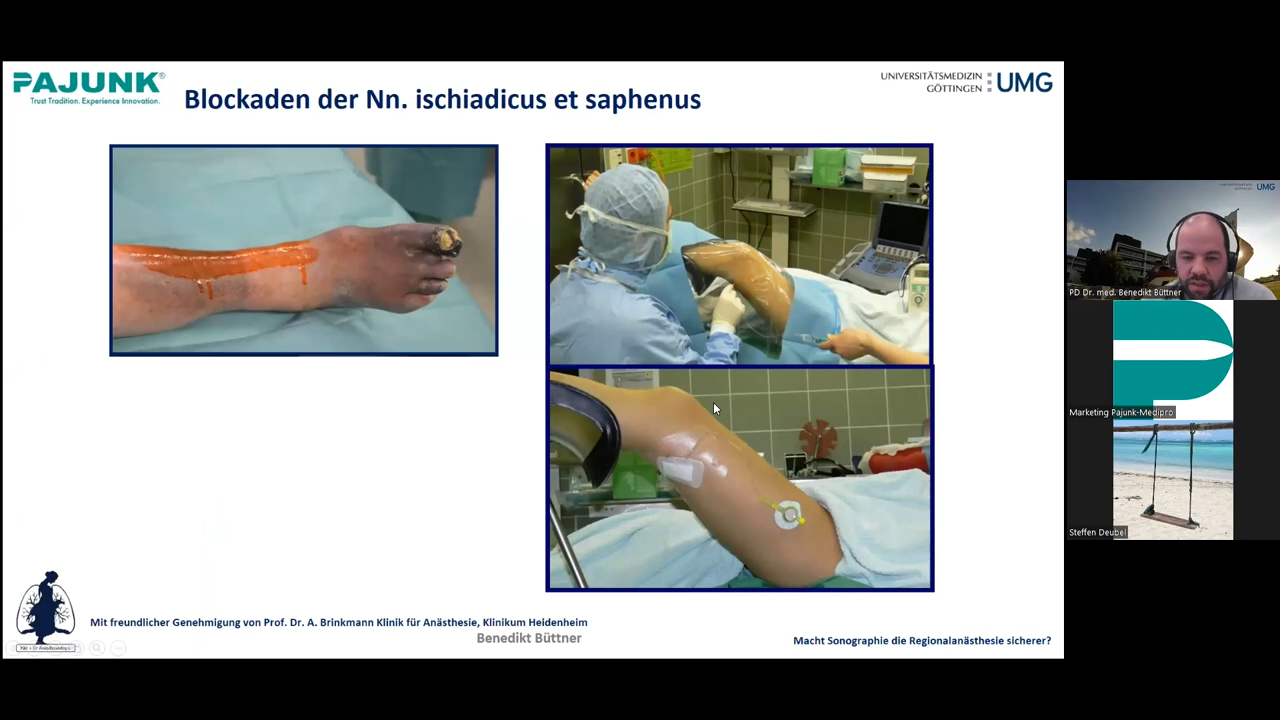 PAJUNK®
Trust Tradition. Experience Innovation.
Blockaden der Nn. ischiadicus et saphenus
UNIVERSITÄTSMEDIZIN
GÖTTINGEN
UMG
UMG
PD Dr. med. Benedikt Büttner
Marketing Pajunk-Medipro
Steffen Deubel
Mit freundlicher Genehmigung von Prof. Dr. A. Brinkmann Klinik für Anästhesie, Klinikum Heidenheim
Benedikt Büttner
Macht Sonographie die Regionalanästhesie sicherer?